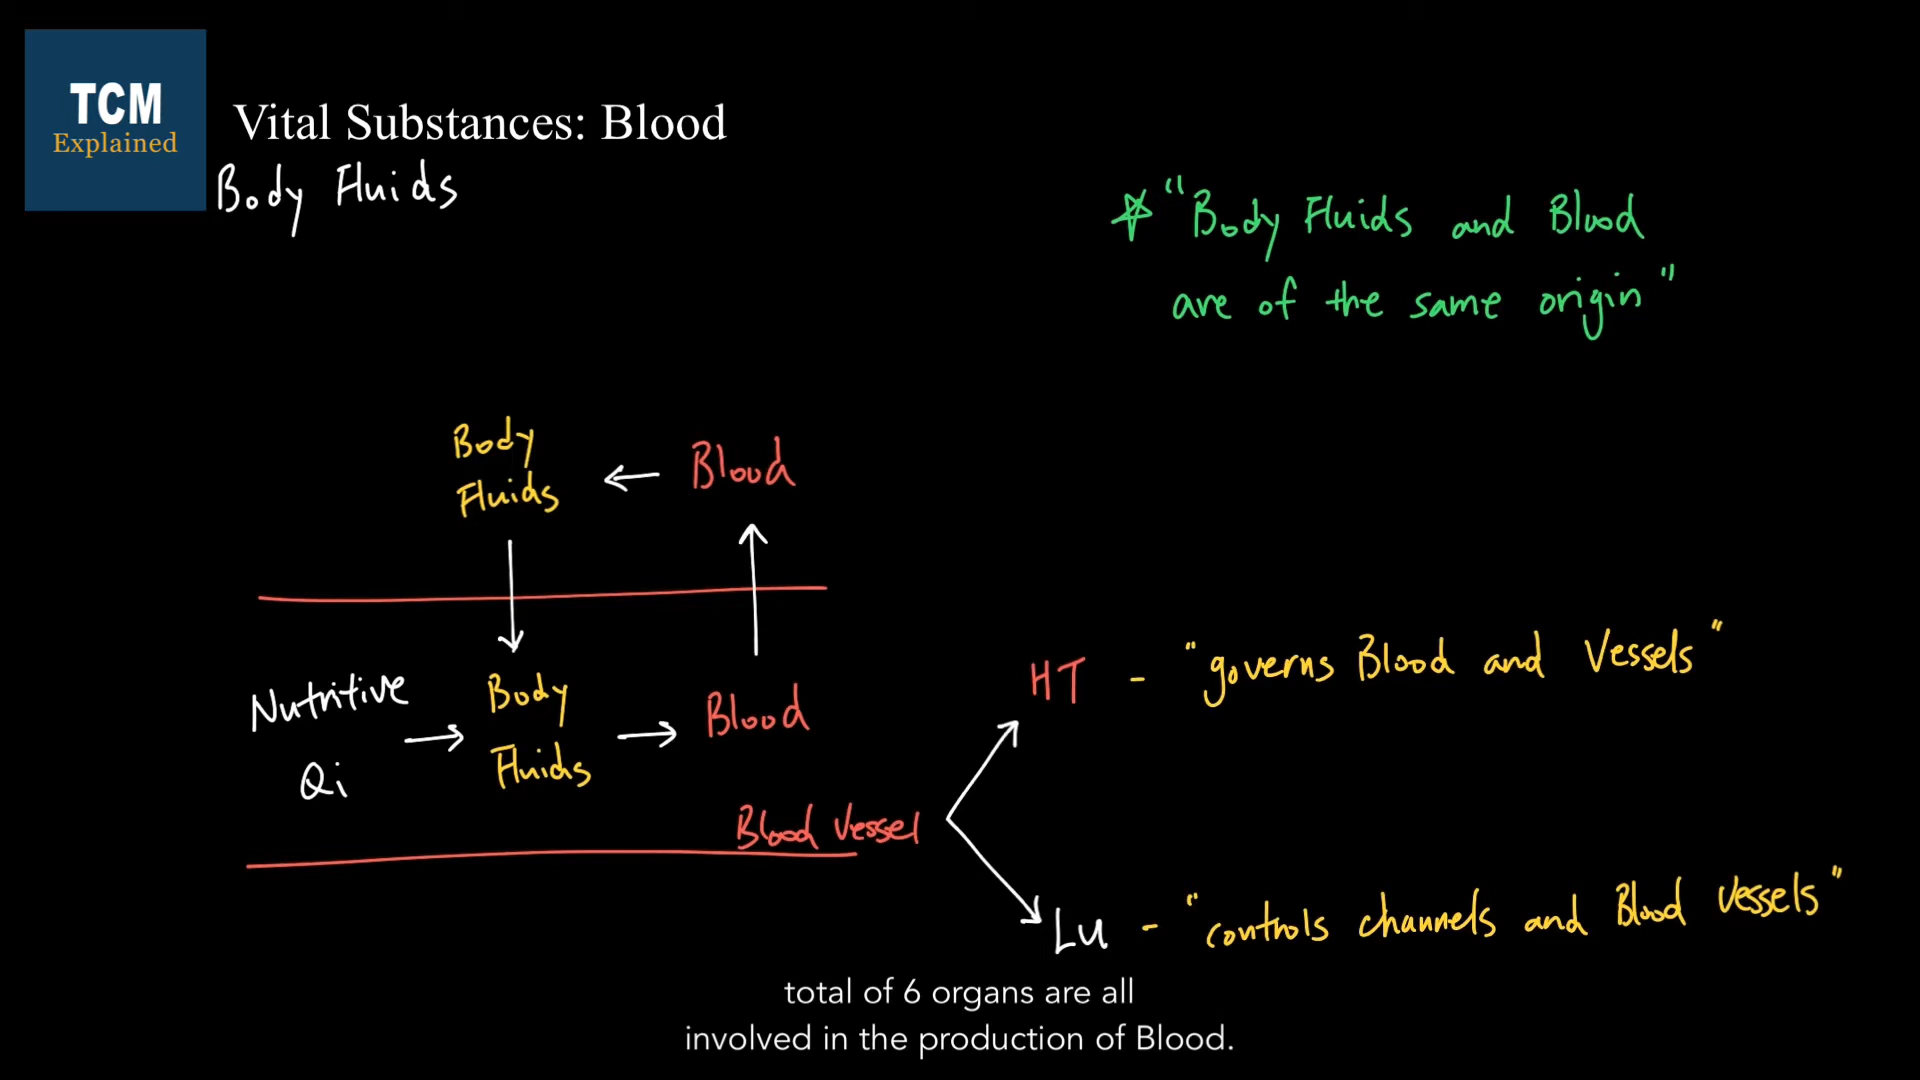 TCM
Explained
Vital Substances: Blood
Body Fluids
"Body Fluids and Blood
are of the same origin"
Body
Fluids
Blood
Nutritive
Qi
Body
Fluids
Blood
Blood Vessel
HT - "governs Blood and Vessels"
Lu - "controls channels and Blood Vessels"
total of 6 organs are all
involved in the production of Blood.